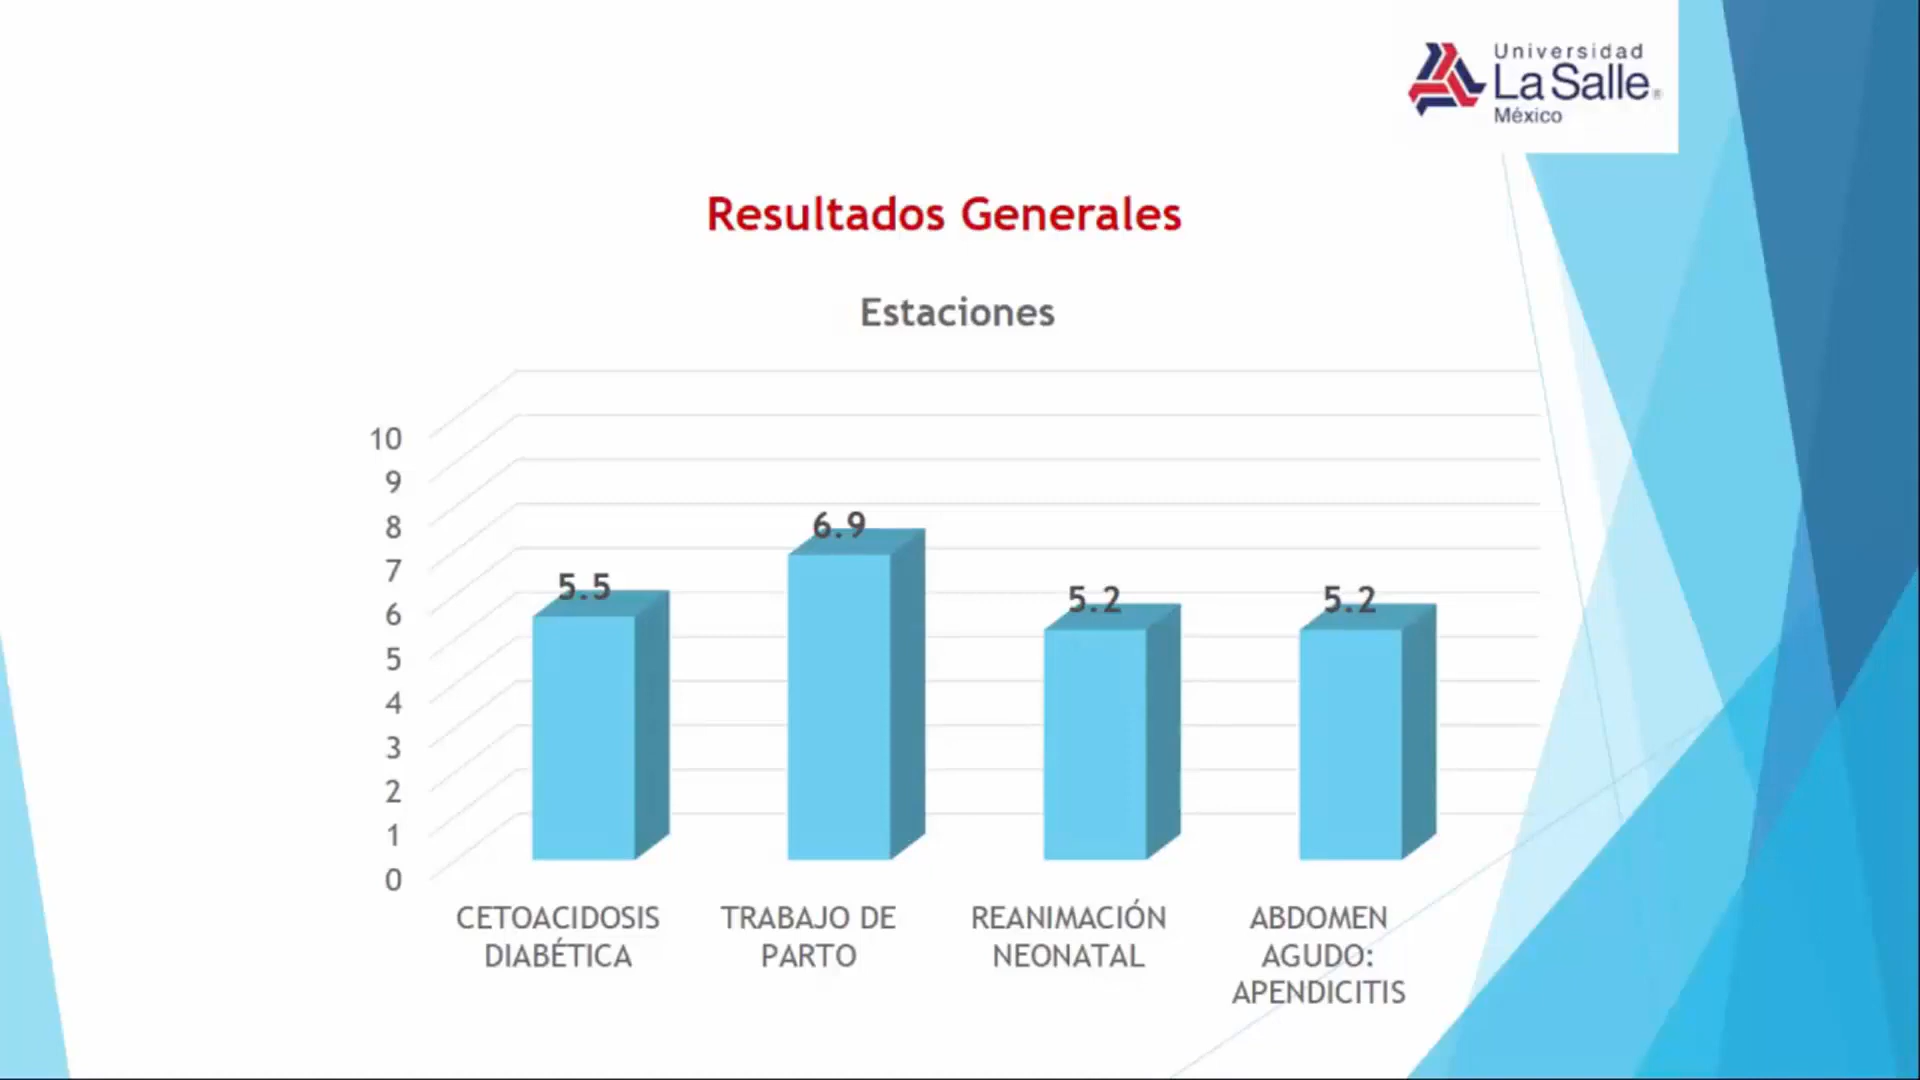 Universidad
La Salle®
México
Resultados Generales
Estaciones
10
9
8
7
6
5
4
3
2
1
0
5.5
6.9
5.2
5.2
CETOACIDOSIS
DIABÉTICA
TRABAJO DE
PARTO
REANIMACIÓN
NEONATAL
ABDOMEN
AGUDO:
APENDICITIS